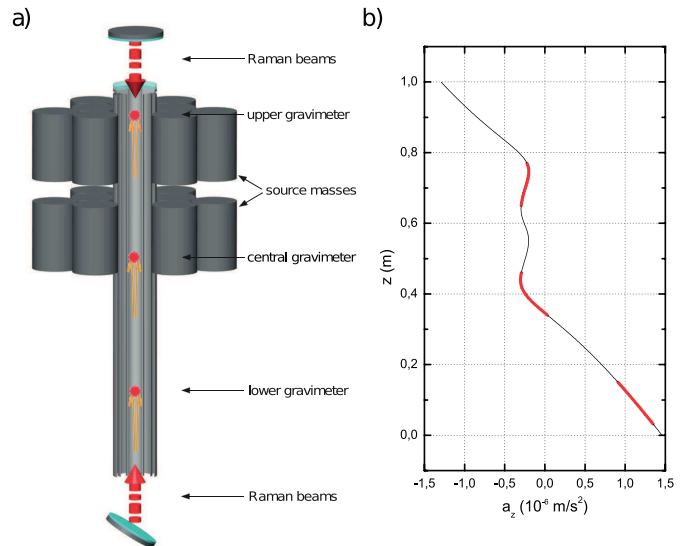 a)
Raman beams
upper gravimeter
source masses
central gravimeter
lower gravimeter
Raman beams
b)
1,0
0,8
0,6
0,4
0,2
0,0
z (m)
-1,5 -1,0 -0,5 0,0 0,5 1,0 1,5
a_z (10⁻⁶ m/s²)